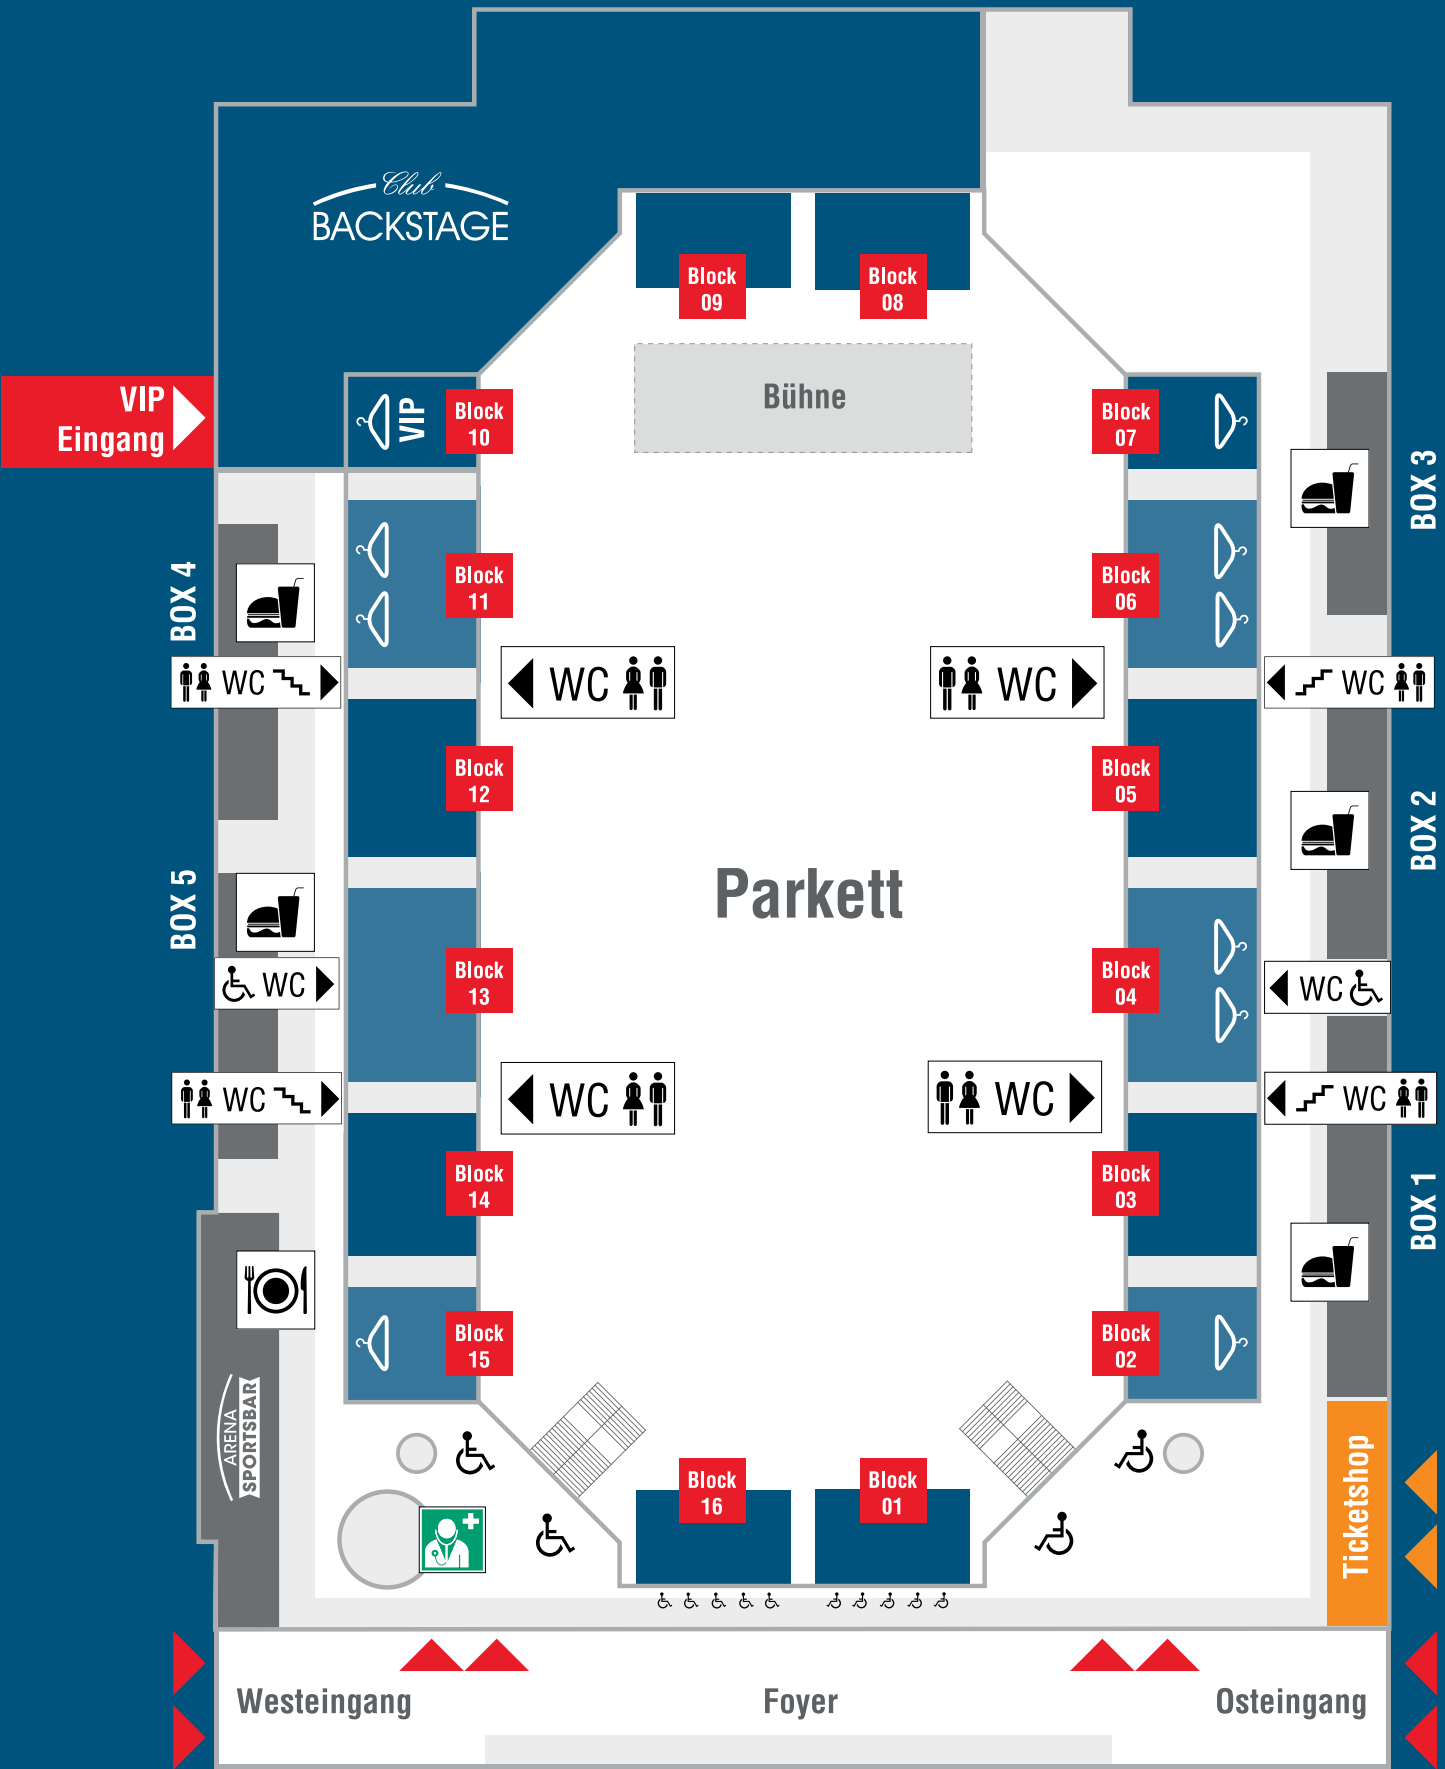 Club
BACKSTAGE
Block
09
Block
08
VIP
Eingang
VIP
Block
10
Bühne
Block
07
BOX 3
Block
11
Block
06
BOX 4
WC
WC
WC
WC
Block
12
Block
05
BOX 2
Parkett
BOX 5
Block
13
Block
04
WC
WC
WC
WC
WC
WC
Block
14
Block
03
BOX 1
Block
15
Block
02
ARENA
SPORTSBAR
Block
16
Block
01
Ticketshop
Westeingang
Foyer
Osteingang